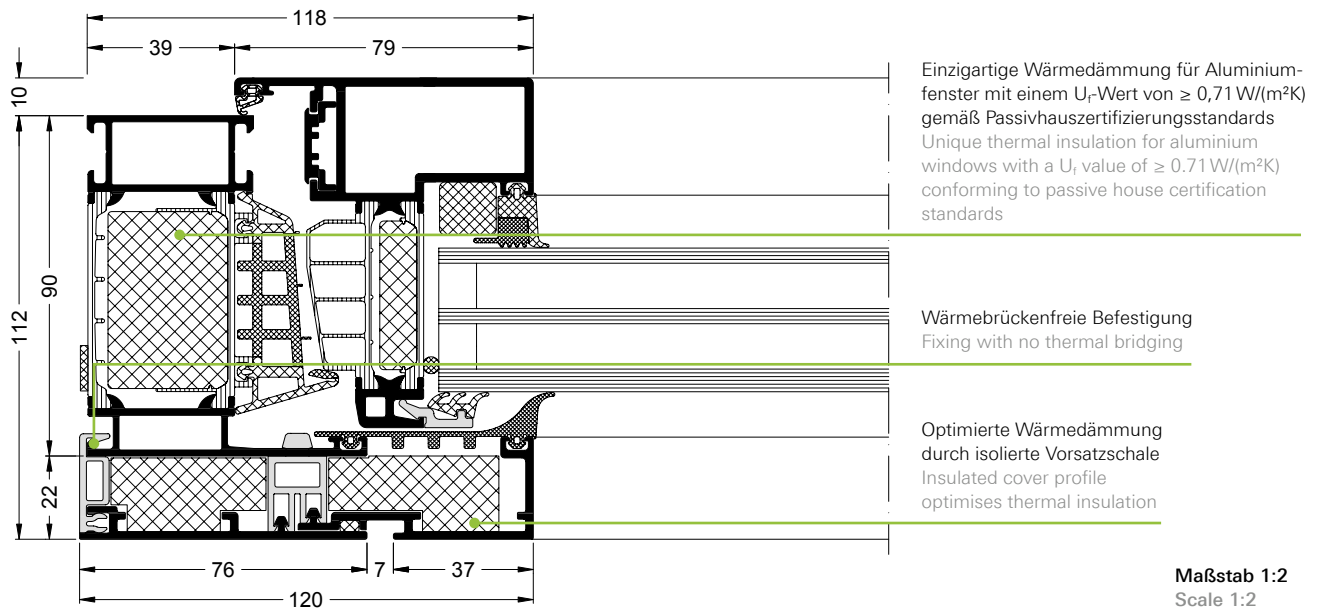 118
39
79
10
112
90
22
76
7
37
120
Einzigartige Wärmedämmung für Aluminium-
fenster mit einem Uf-Wert von ≥ 0,71 W/(m²K)
gemäß Passivhauszertifizierungsstandards
Unique thermal insulation for aluminium
windows with a Uf value of ≥ 0.71 W/(m²K)
conforming to passive house certification
standards
Wärmebrückenfreie Befestigung
Fixing with no thermal bridging
Optimierte Wärmedämmung
durch isolierte Vorsatzschale
Insulated cover profile
optimises thermal insulation
Maßstab 1:2
Scale 1:2